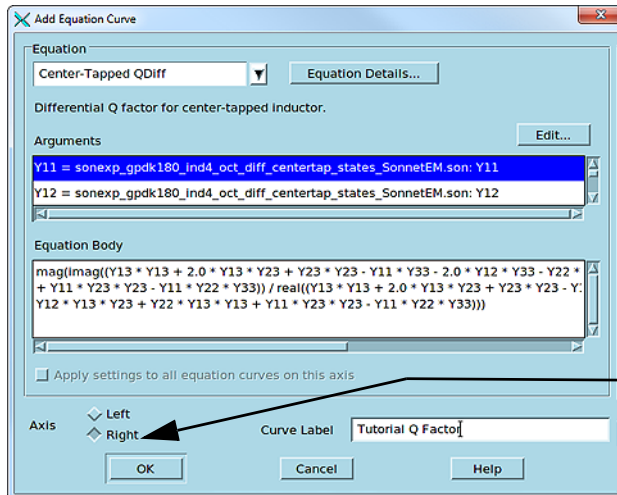 Add Equation Curve
Equation
Center-Tapped QDiff
Equation Details...
Differential Q factor for center-tapped inductor.
Arguments
Edit...
Y11 = sonexp_gpdk180_ind4_oct_diff_centertap_states_SonnetEM.son: Y11
Y12 = sonexp_gpdk180_ind4_oct_diff_centertap_states_SonnetEM.son: Y12
Equation Body
mag(imag((Y13 * Y13 + 2.0 * Y13 * Y23 + Y23 * Y23 - Y11 * Y33 - 2.0 * Y12 * Y33 - Y22 *
+ Y11 * Y23 * Y23 - Y11 * Y22 * Y33)) / real((Y13 * Y13 + 2.0 * Y13 * Y23 + Y23 * Y23 -
Y12 * Y13 * Y23 + Y22 * Y13 * Y13 + Y11 * Y23 * Y23 - Y11 * Y22 * Y33)))
Apply settings to all equation curves on this axis
Axis
Left
Right
Curve Label
Tutorial Q Factor
OK
Cancel
Help